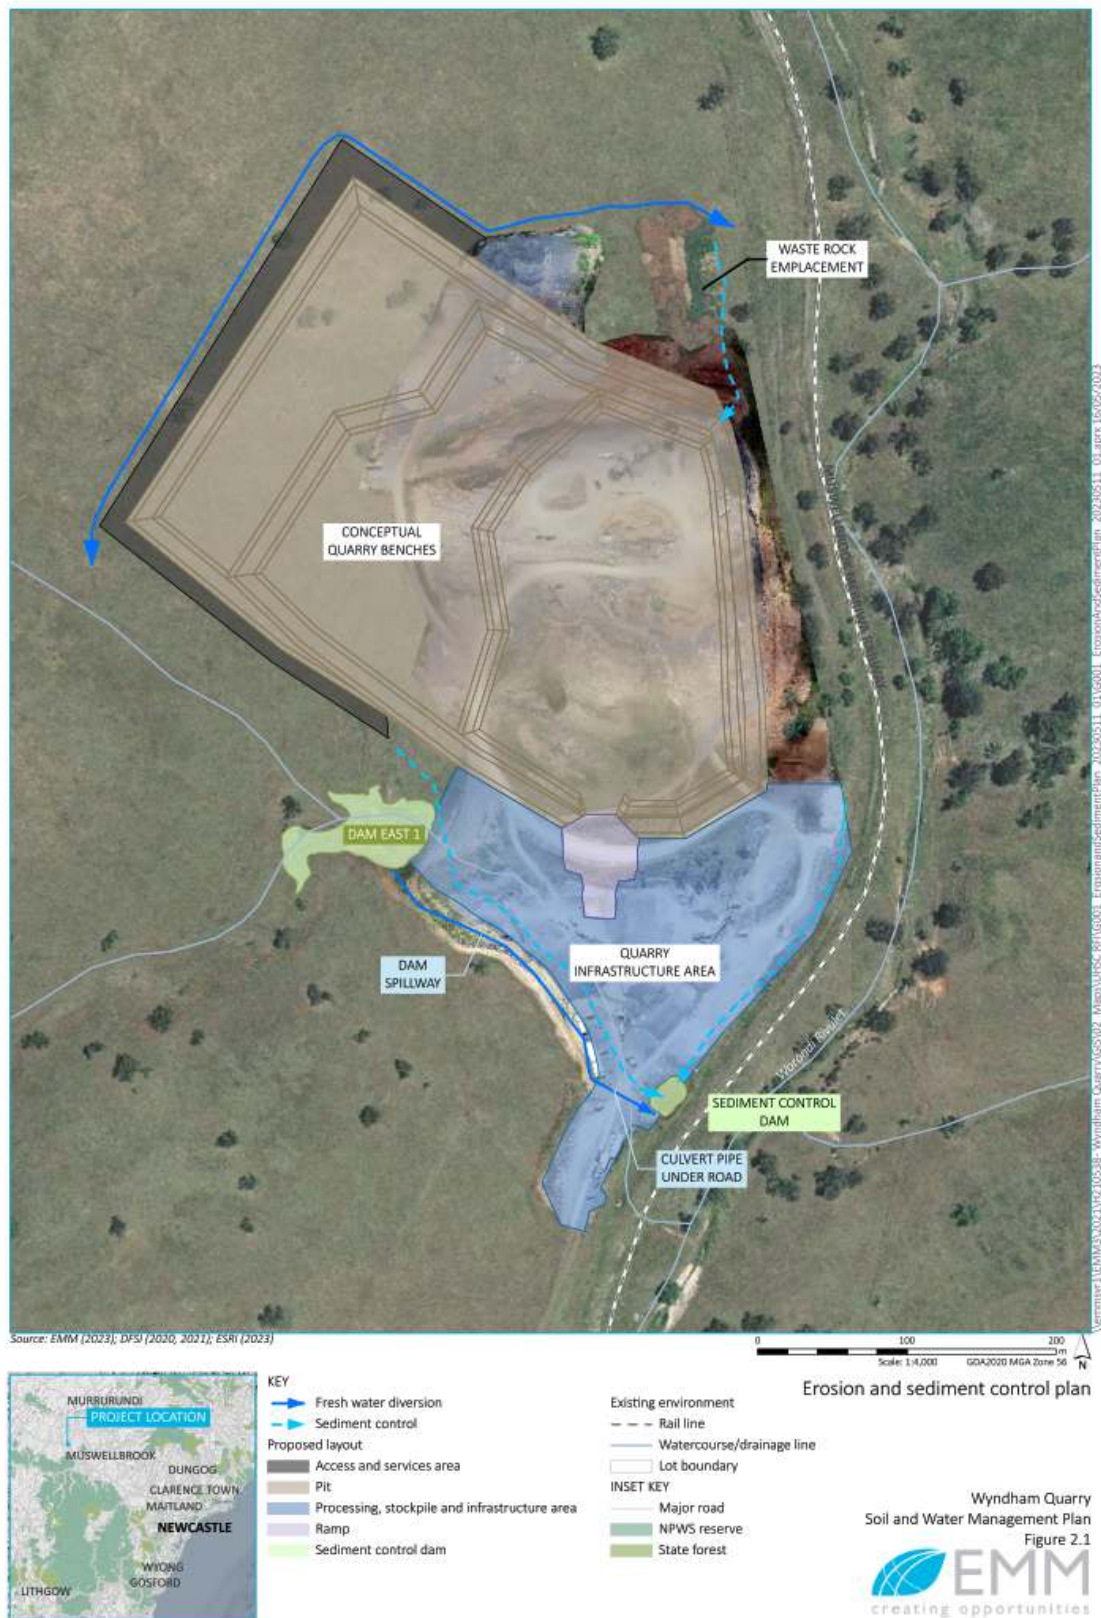 WASTE ROCK
EMPLACEMENT
CONCEPTUAL
QUARRY BENCHES
DAM EAST 1
DAM
SPILLWAY
QUARRY
INFRASTRUCTURE AREA
Worondi Rivulet
SEDIMENT CONTROL
DAM
CULVERT PIPE
UNDER ROAD
Source: EMM (2023); DFSI (2020, 2021); ESRI (2023)
0 100 200
m
Scale: 1:4,000 GDA2020 MGA Zone 56 N
MURRURUNDI
PROJECT LOCATION
MUSWELLBROOK
DUNGOG
CLARENCE TOWN
MAITLAND
NEWCASTLE
WYONG
GOSFORD
LITHGOW
KEY
Fresh water diversion
Sediment control
Proposed layout
Access and services area
Pit
Processing, stockpile and infrastructure area
Ramp
Sediment control dam
Existing environment
Rail line
Watercourse/drainage line
Lot boundary
INSET KEY
Major road
NPWS reserve
State forest
Erosion and sediment control plan
Wyndham Quarry
Soil and Water Management Plan
Figure 2.1
EMM
creating opportunities